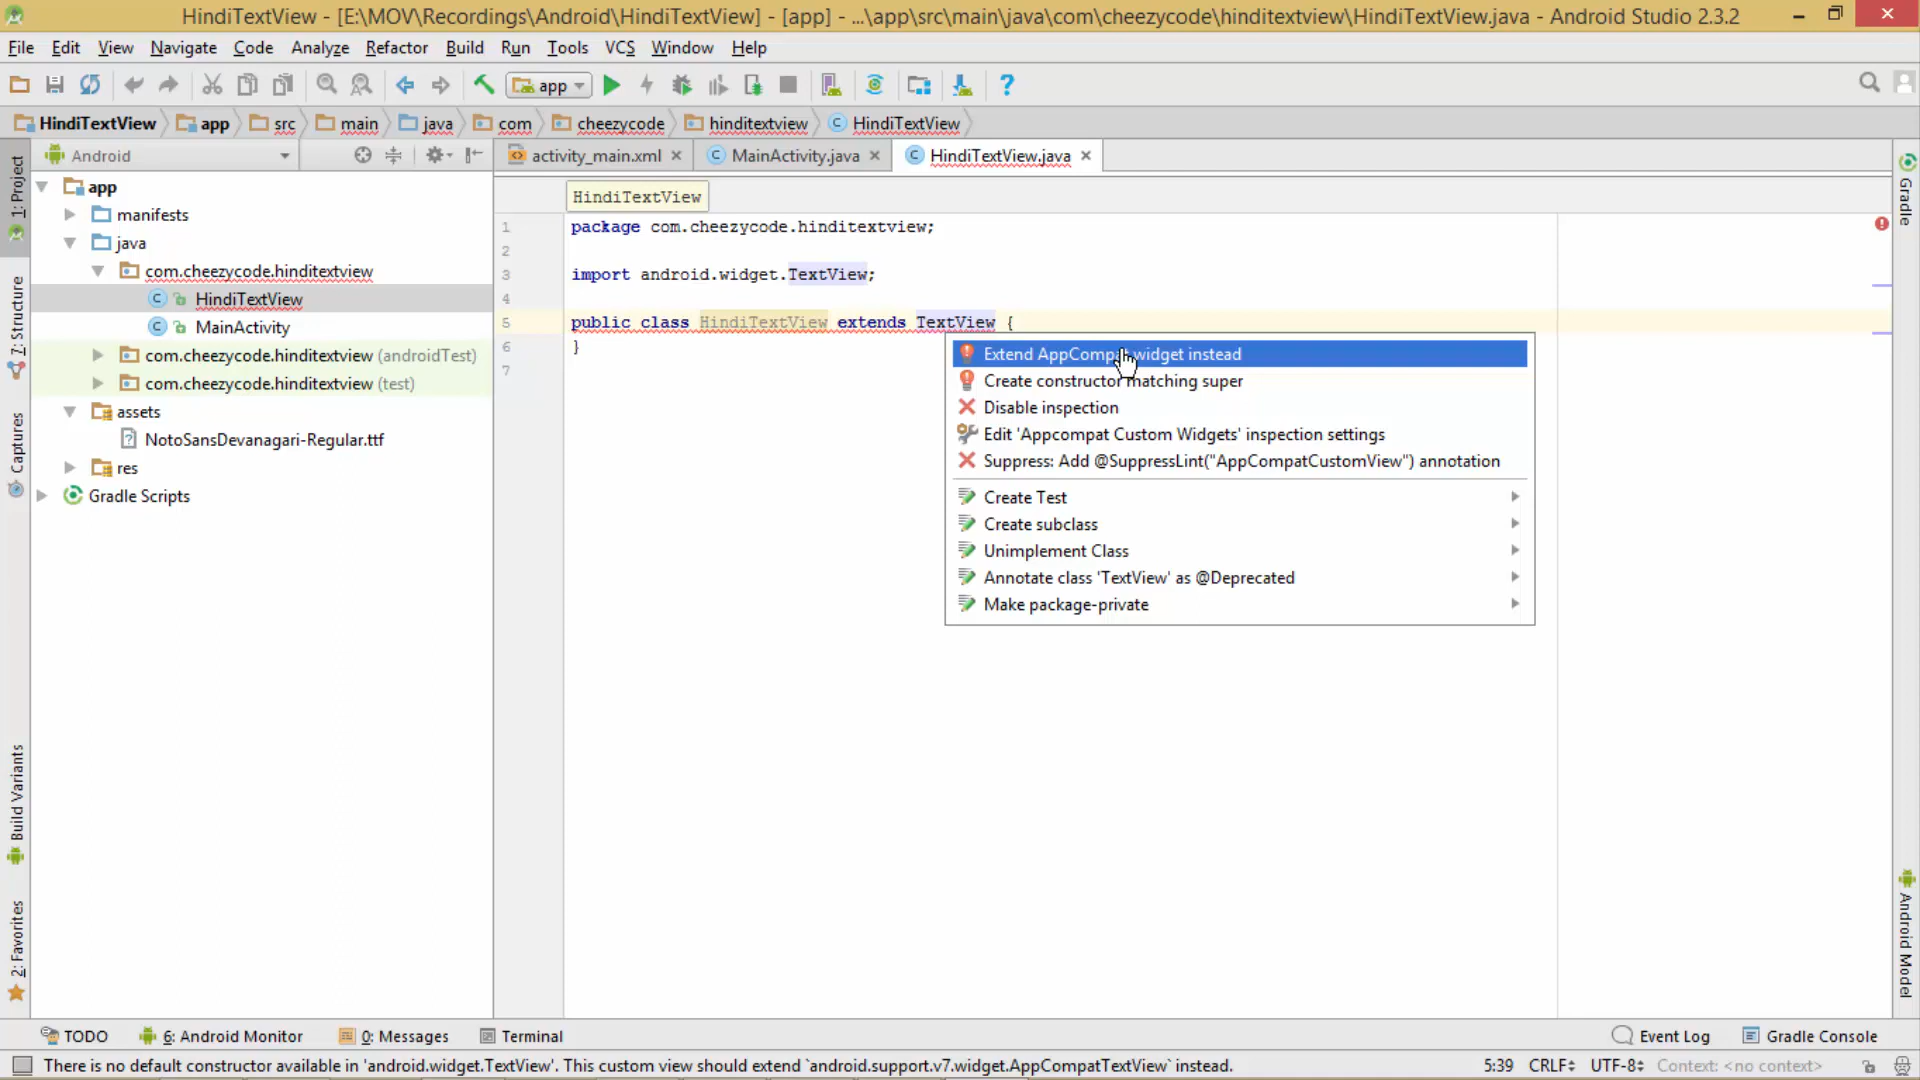 HindiTextView - [E:\MOV\Recordings\Android\HindiTextView] - [app] - ...\app\src\main\java\com\cheezycode\hinditextview\HindiTextView.java - Android Studio 2.3.2
File Edit View Navigate Code Analyze Refactor Build Run Tools VCS Window Help
app
HindiTextView app src main java com cheezycode hinditextview HindiTextView
Android
activity_main.xml MainActivity.java HindiTextView.java
1: Project
Z: Structure
Captures
Build Variants
2: Favorites
app
manifests
java
com.cheezycode.hinditextview
HindiTextView
MainActivity
com.cheezycode.hinditextview (androidTest)
com.cheezycode.hinditextview (test)
assets
NotoSansDevanagari-Regular.ttf
res
Gradle Scripts
HindiTextView
1 package com.cheezycode.hinditextview;
2
3 import android.widget.TextView;
4
5 public class HindiTextView extends TextView {
6 }
7
Extend AppCompat widget instead
Create constructor matching super
Disable inspection
Edit 'Appcompat Custom Widgets' inspection settings
Suppress: Add @SuppressLint("AppCompatCustomView") annotation
Create Test
Create subclass
Unimplement Class
Annotate class 'TextView' as @Deprecated
Make package-private
Gradle
Android Model
TODO 6: Android Monitor 0: Messages Terminal Event Log Gradle Console
There is no default constructor available in 'android.widget.TextView'. This custom view should extend `android.support.v7.widget.AppCompatTextView` instead. 5:39 CRLF UTF-8 Context: <no context>